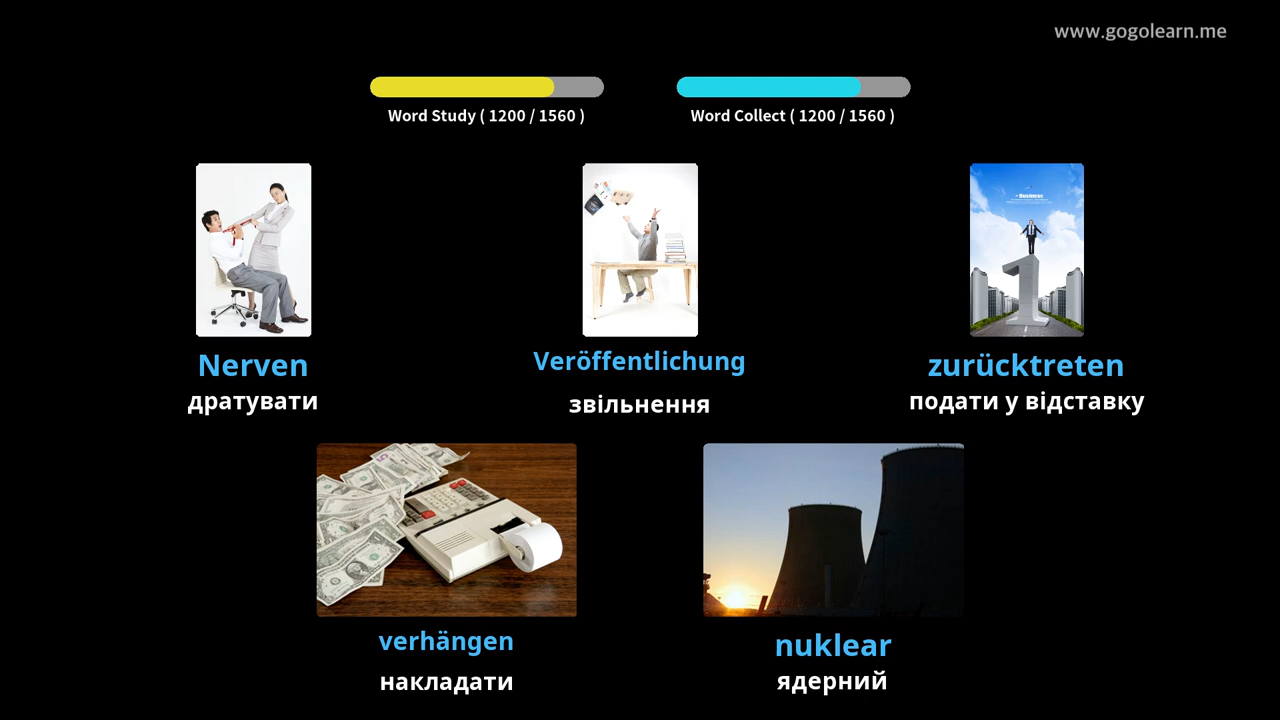 www.gogolearn.me
Word Study ( 1200 / 1560 )
Word Collect ( 1200 / 1560 )
Business
Nerven
дратувати
Veröffentlichung
звільнення
zurücktreten
подати у відставку
verhängen
накладати
nuklear
ядерний